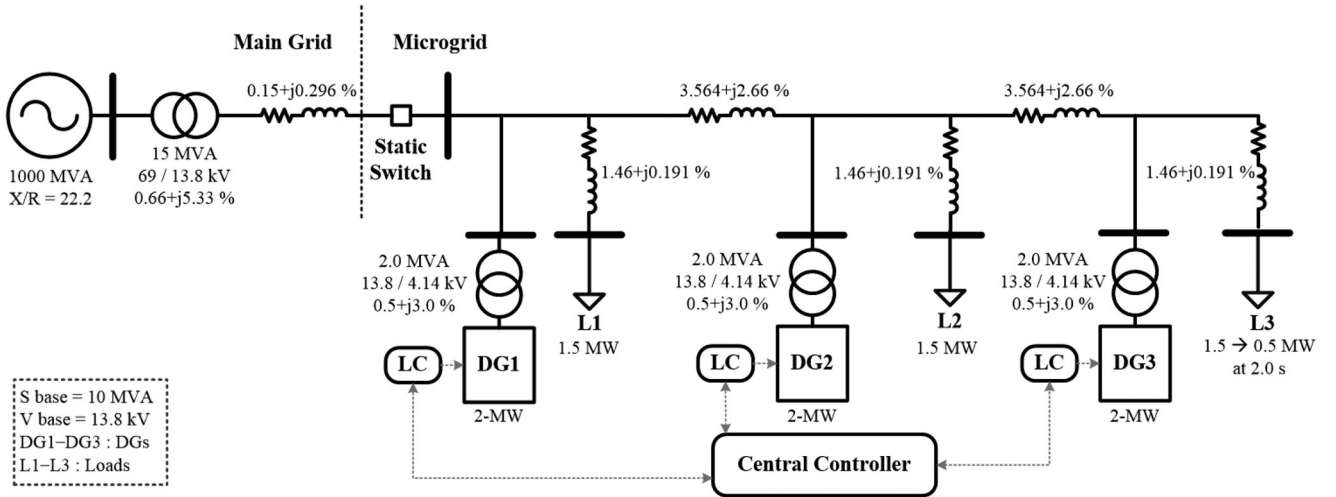 Main Grid
Microgrid
0.15+j0.296 %
3.564+j2.66 %
3.564+j2.66 %
1000 MVA
X/R = 22.2
15 MVA
69 / 13.8 kV
0.66+j5.33 %
Static
Switch
1.46+j0.191 %
1.46+j0.191 %
1.46+j0.191 %
2.0 MVA
13.8 / 4.14 kV
0.5+j3.0 %
L1
1.5 MW
2.0 MVA
13.8 / 4.14 kV
0.5+j3.0 %
L2
1.5 MW
2.0 MVA
13.8 / 4.14 kV
0.5+j3.0 %
L3
1.5 → 0.5 MW
at 2.0 s
LC
DG1
2-MW
LC
DG2
2-MW
LC
DG3
2-MW
S base = 10 MVA
V base = 13.8 kV
DG1–DG3 : DGs
L1–L3 : Loads
Central Controller